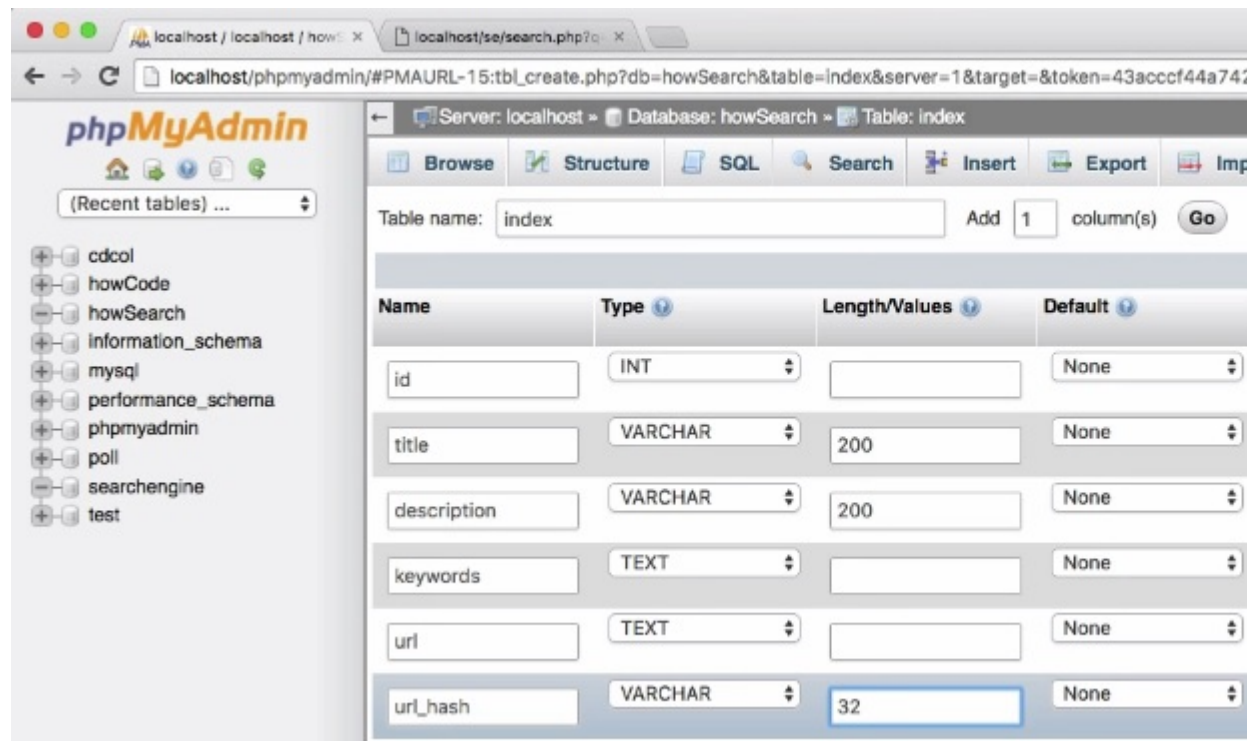 localhost / localhost / howS
localhost/se/search.php?q=
localhost/phpmyadmin/#PMAURL-15:tbl_create.php?db=howSearch&table=index&server=1&target=&token=43acccf44a742
phpMyAdmin
(Recent tables) ...
cdcol
howCode
howSearch
information_schema
mysql
performance_schema
phpmyadmin
poll
searchengine
test
Server: localhost » Database: howSearch » Table: index
Browse Structure SQL Search Insert Export Imp
Table name: index Add 1 column(s) Go
Name Type Length/Values Default
id INT None
title VARCHAR 200 None
description VARCHAR 200 None
keywords TEXT None
url TEXT None
url_hash VARCHAR 32 None